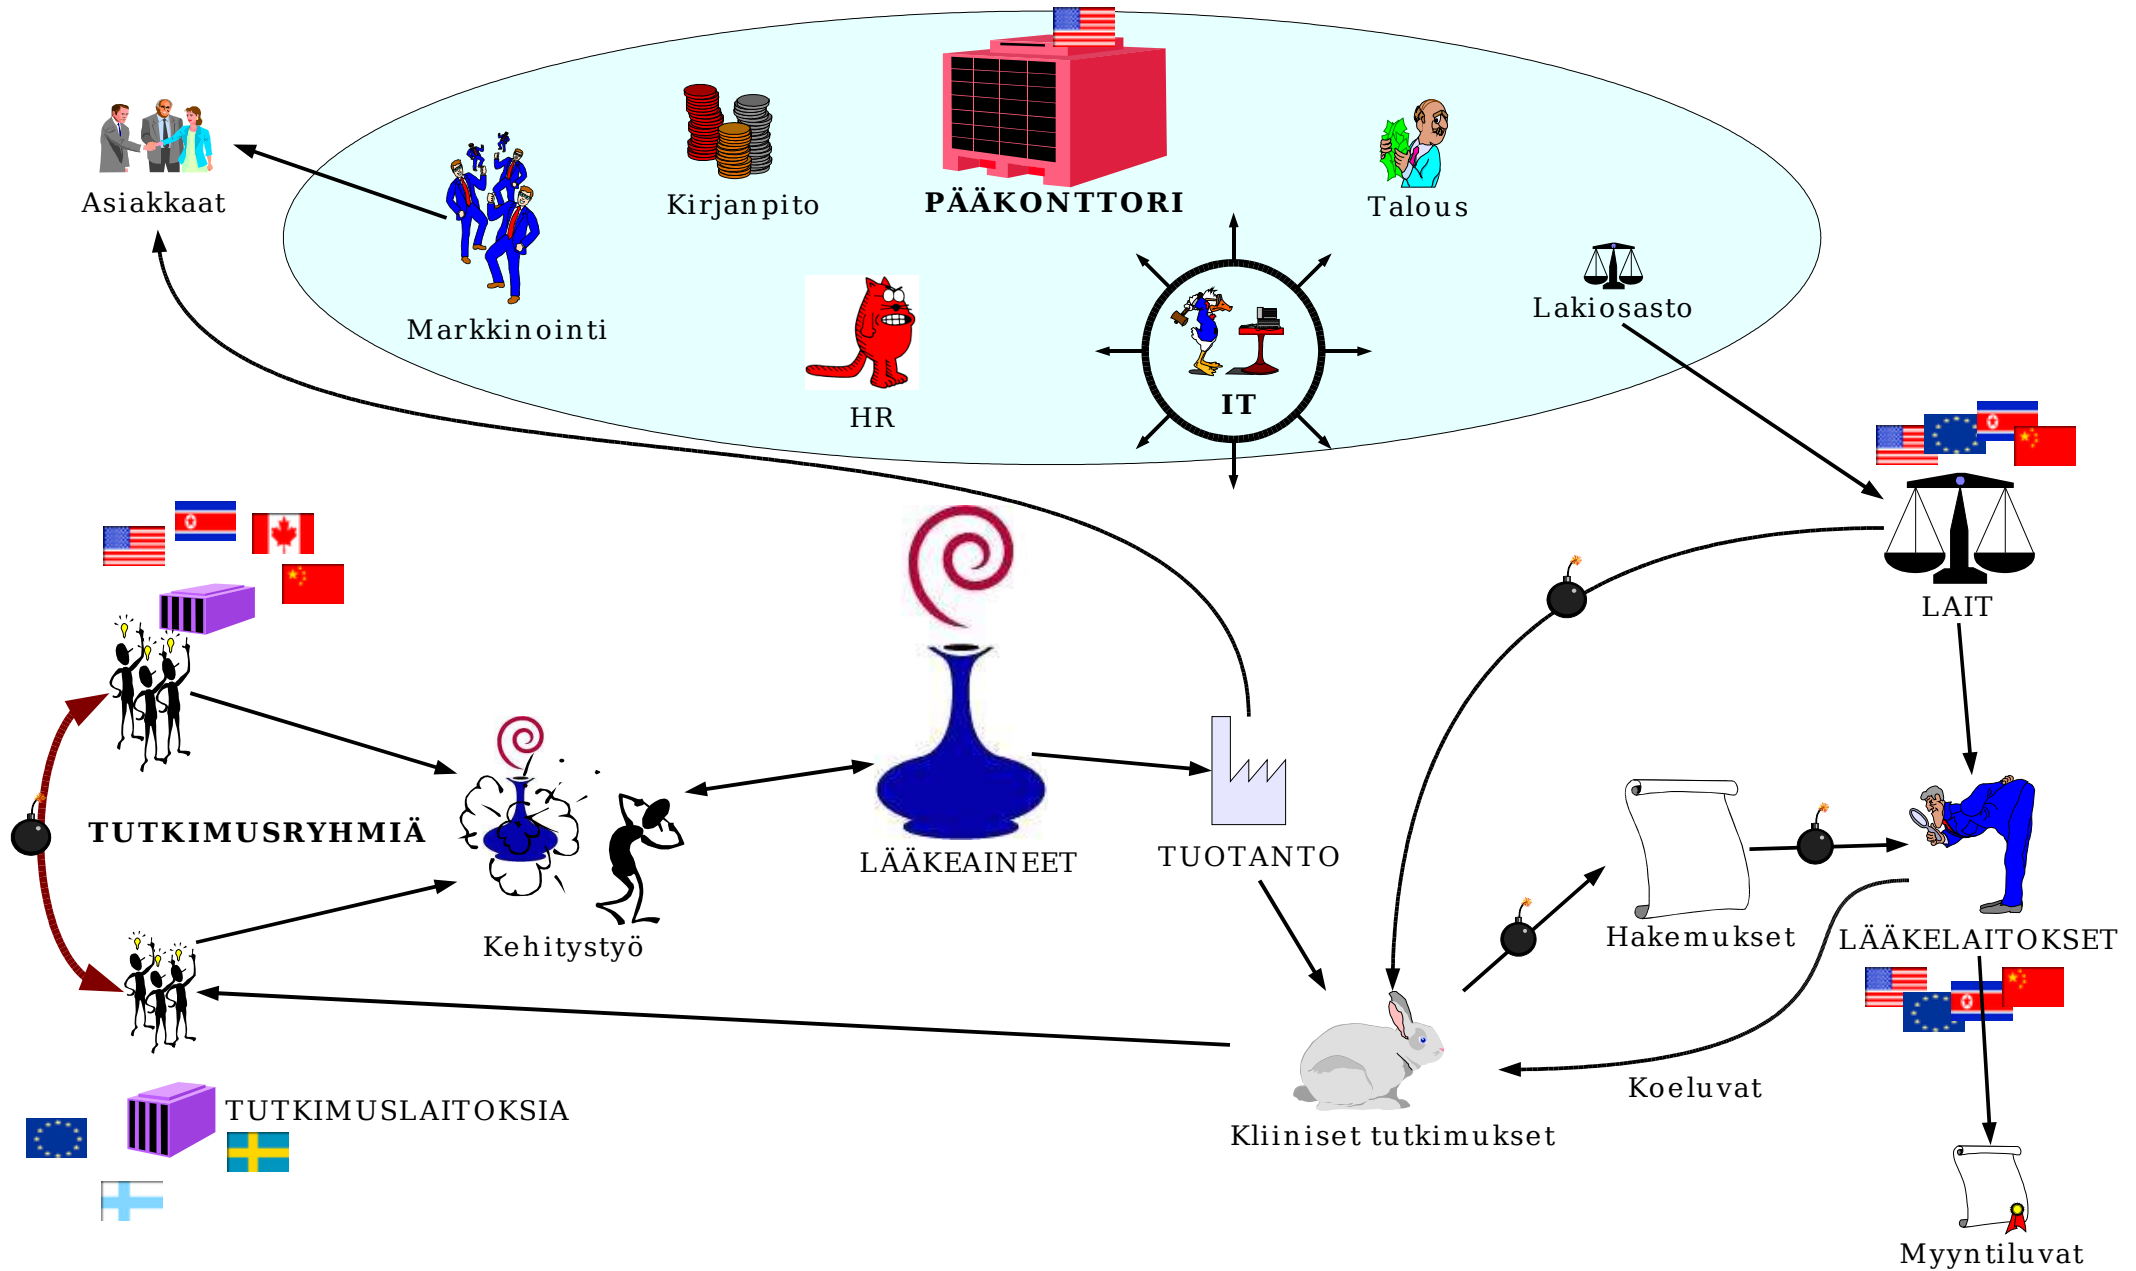 Asiakkaat
Kirjanpito
PÄÄKONTTORI
Talous
Markkinointi
HR
IT
Lakiosasto
LAIT
TUTKIMUSRYHMIÄ
Kehitystyö
LÄÄKEAINEET
TUOTANTO
Hakemukset
LÄÄKELAITOKSET
Koeluvat
TUTKIMUSLAITOKSIA
Kliiniset tutkimukset
Myyntiluvat